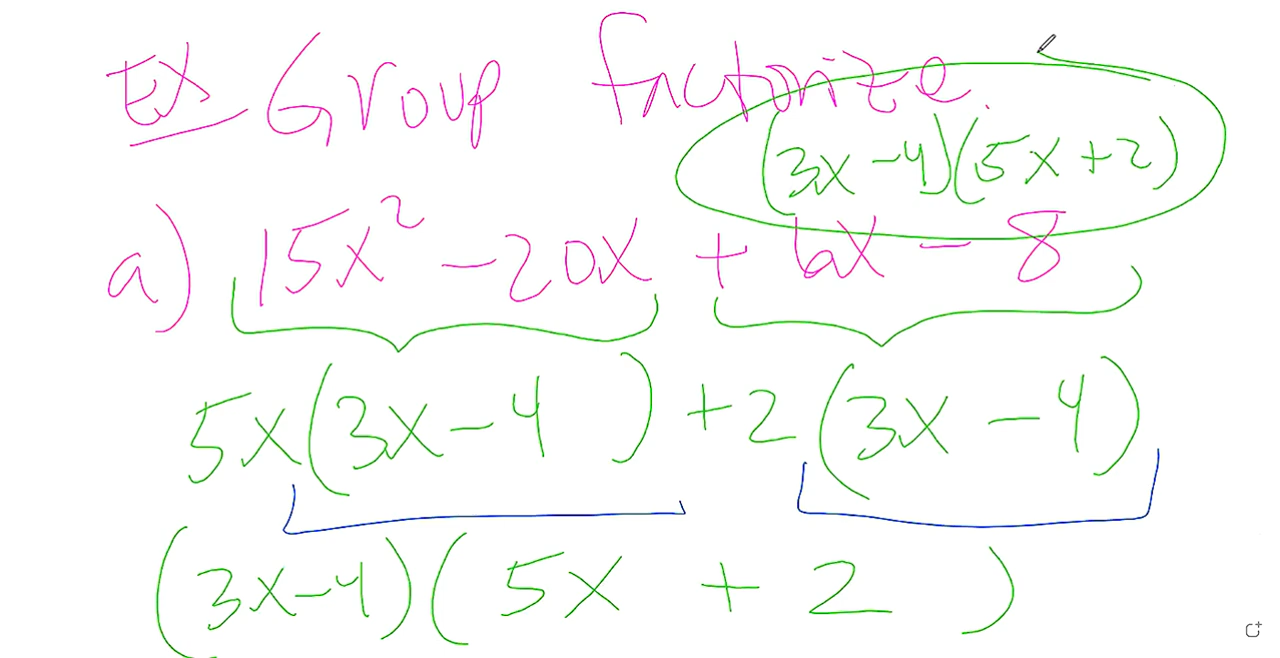 Ex Group factorize.
(3x-4)(5x+2)
a) 15x² - 20x + 6x - 8
5x(3x-4) +2(3x-4)
(3x-4)(5x + 2)